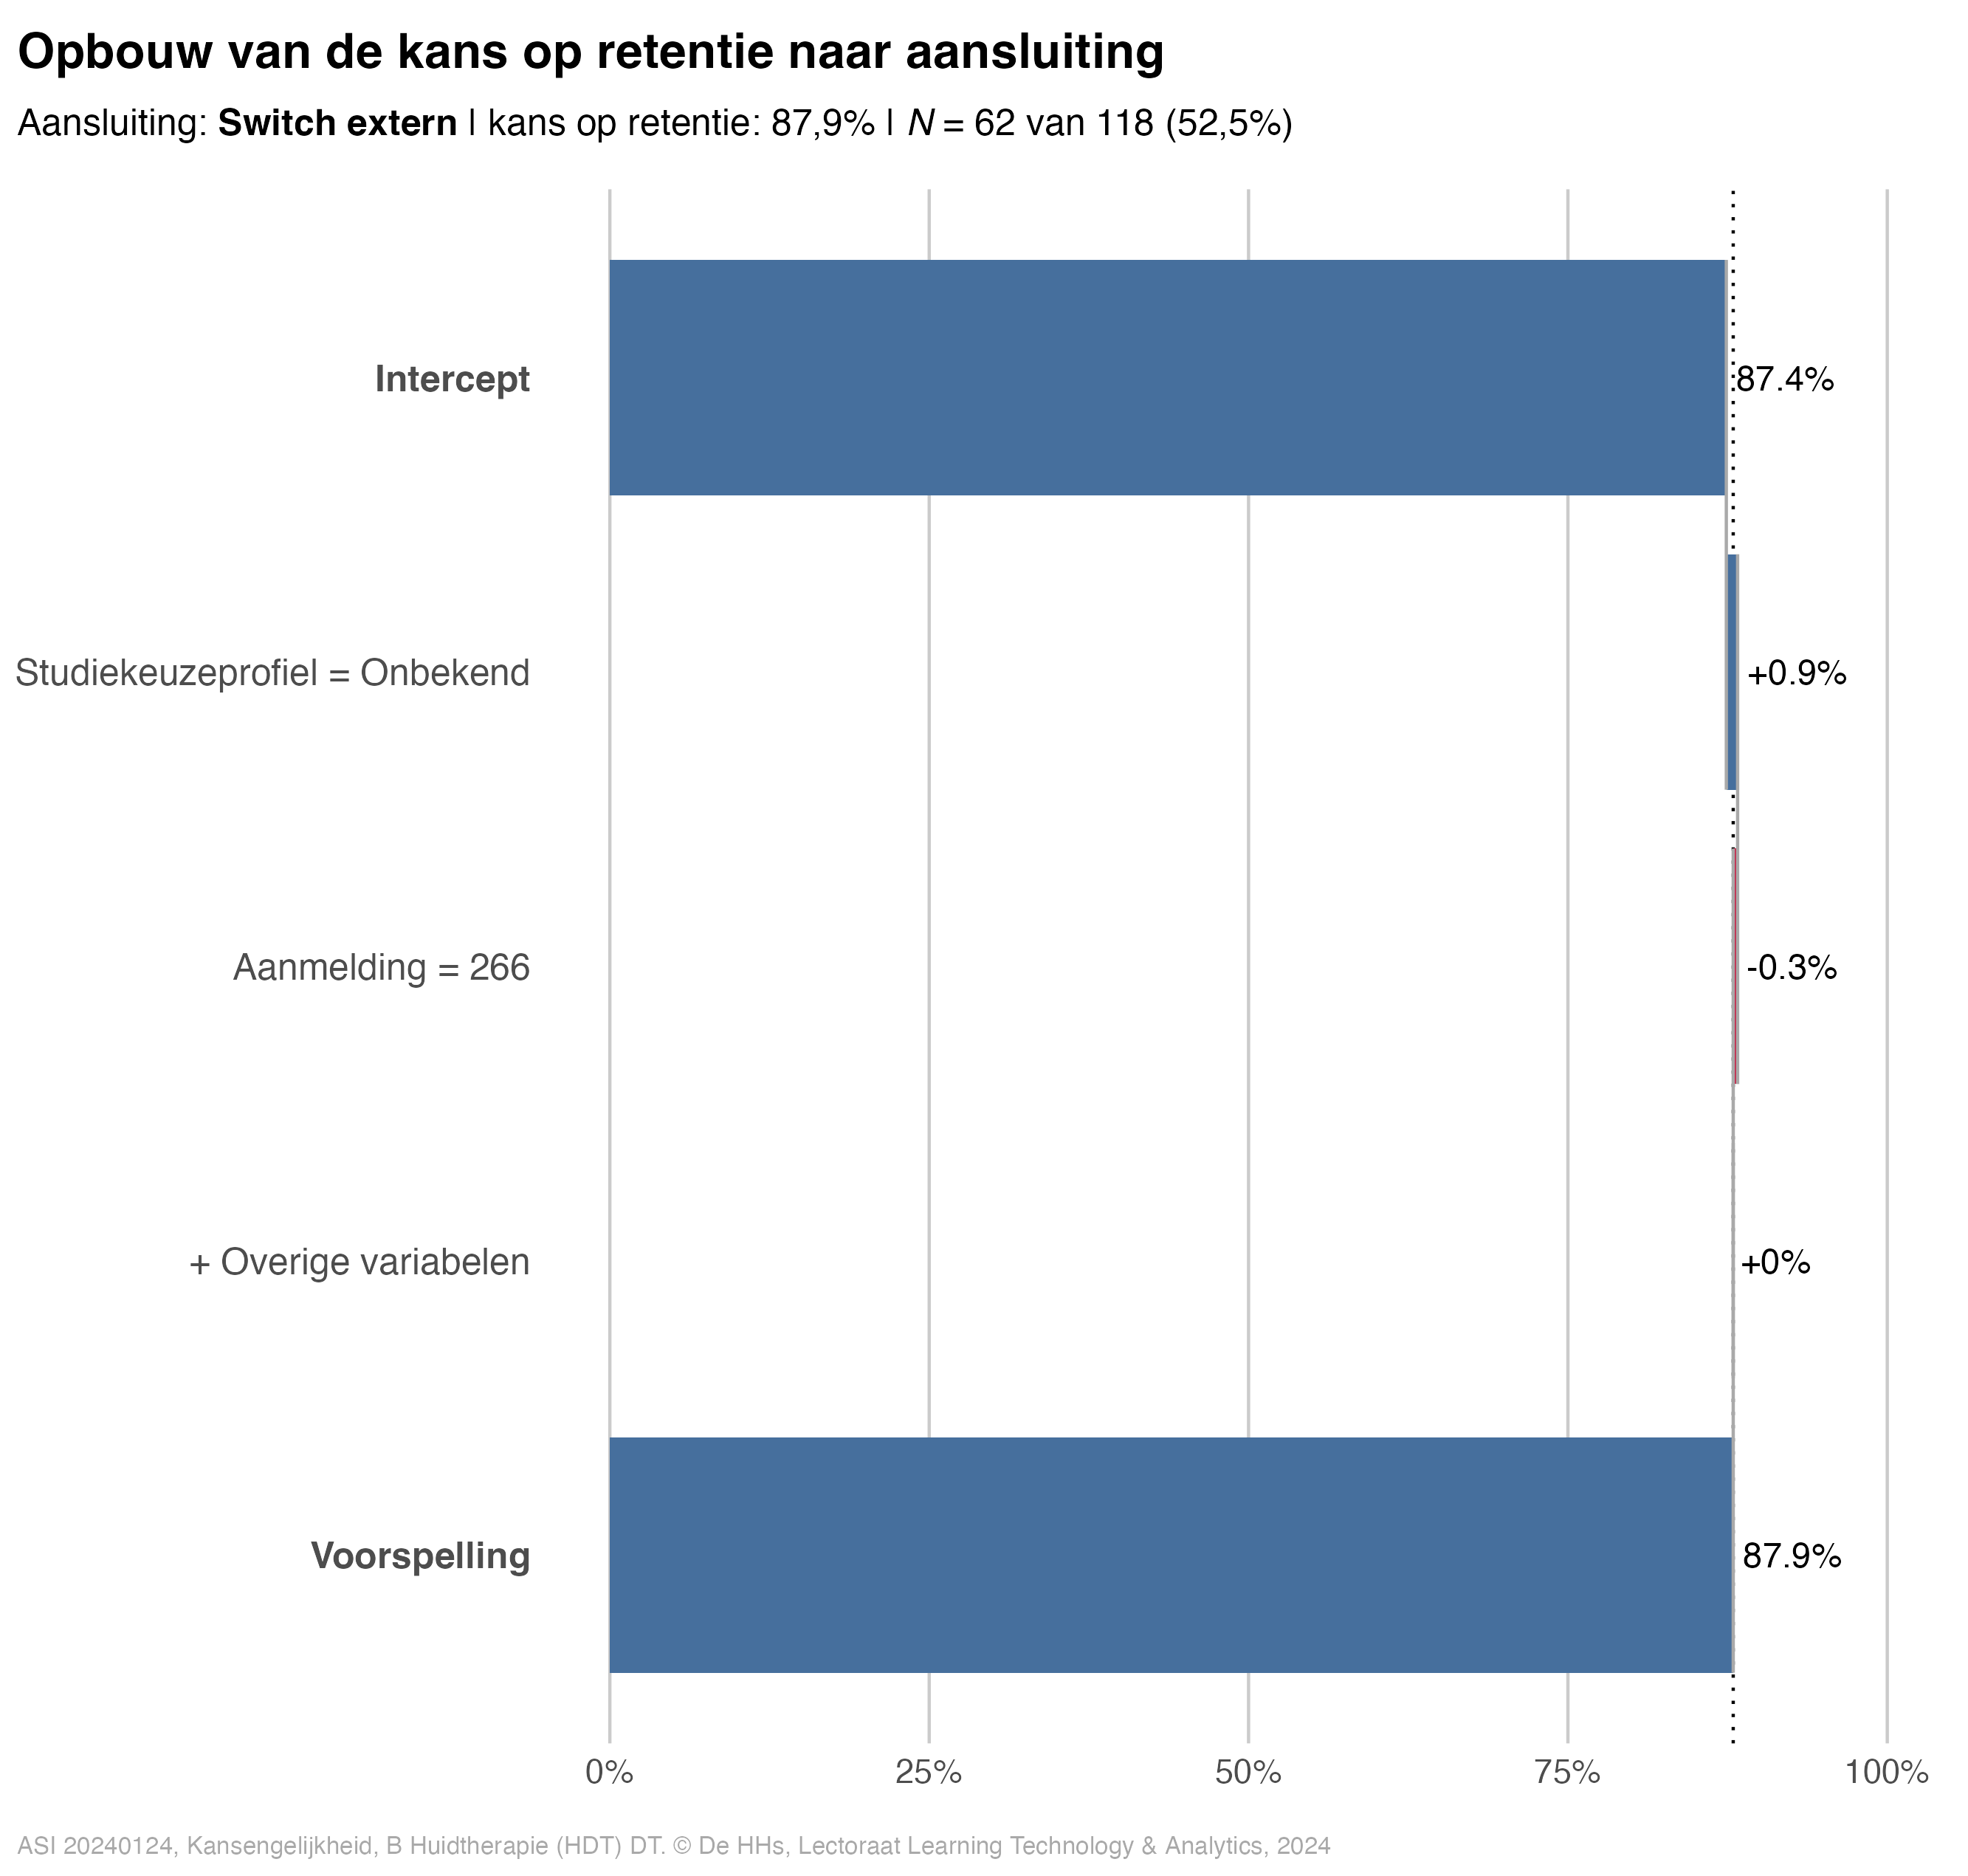 Opbouw van de kans op retentie naar aansluiting
Aansluiting: Switch extern | kans op retentie: 87,9% | N = 62 van 118 (52,5%)
Intercept
87.4%
Studiekeuzeprofiel = Onbekend
+0.9%
Aanmelding = 266
-0.3%
+ Overige variabelen
+0%
Voorspelling
87.9%
0% 25% 50% 75% 100%
ASI 20240124, Kansengelijkheid, B Huidtherapie (HDT) DT. © De HHs, Lectoraat Learning Technology & Analytics, 2024